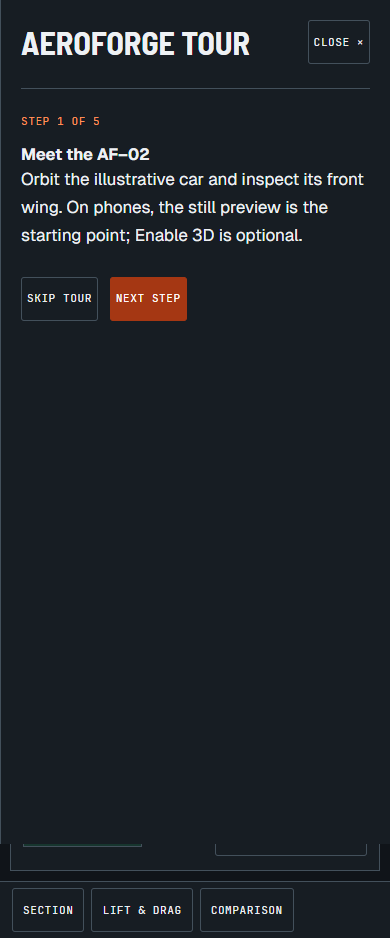 AEROFORGE TOUR
CLOSE ×
STEP 1 OF 5
Meet the AF–02
Orbit the illustrative car and inspect its front
wing. On phones, the still preview is the
starting point; Enable 3D is optional.
SKIP TOUR
NEXT STEP
SECTION
LIFT & DRAG
COMPARISON